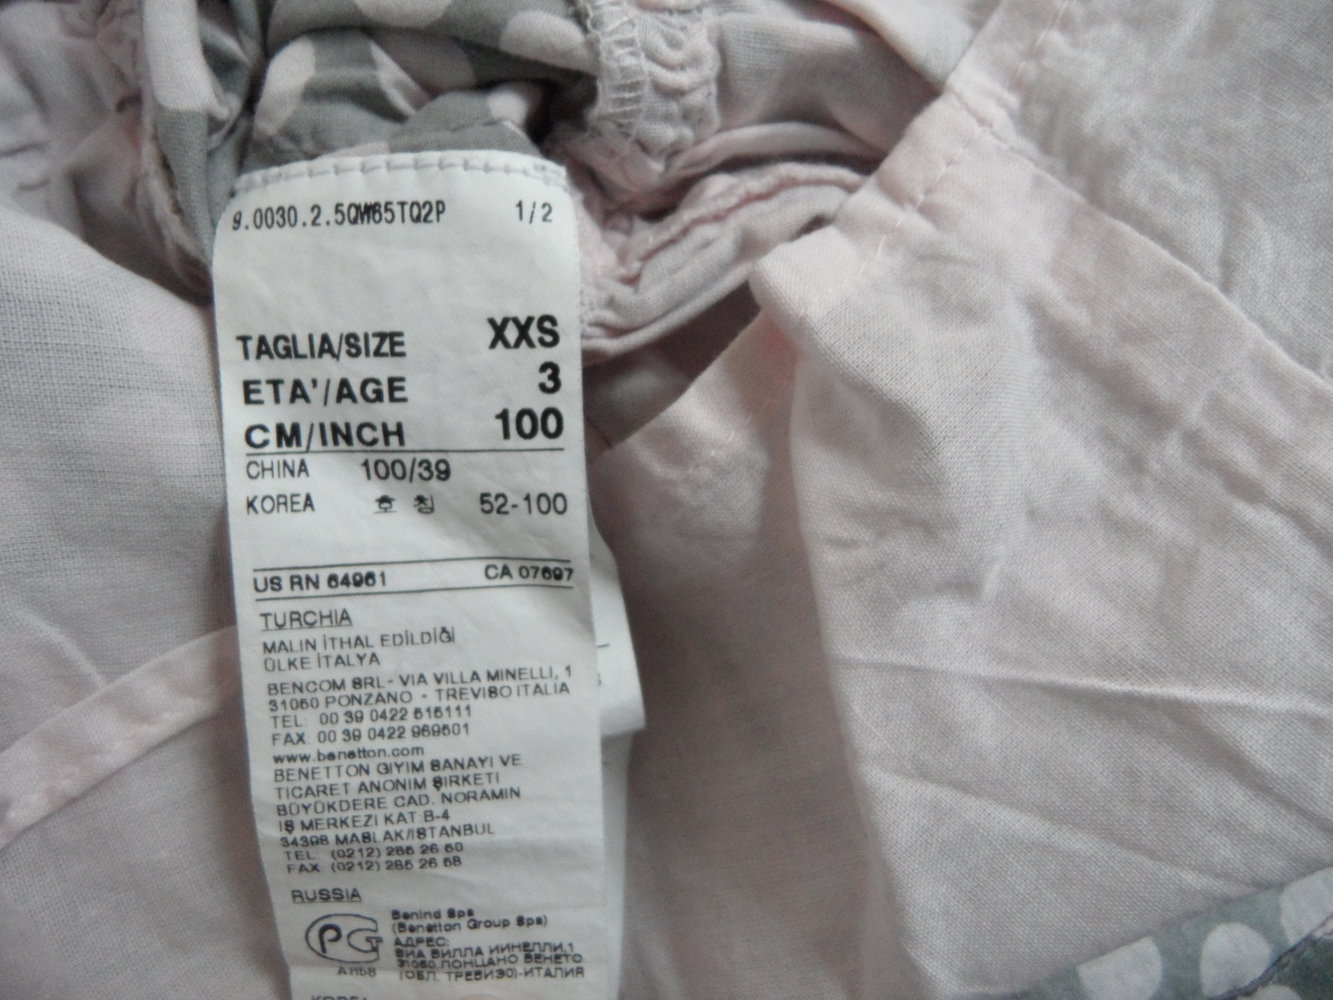 9.0030.2.5QW65TQ2P 1/2
TAGLIA/SIZE XXS
ETA'/AGE 3
CM/INCH 100
CHINA 100/39
KOREA 호 칭 52-100
US RN 64961 CA 07697
TURCHIA
MALIN İTHAL EDİLDİĞİ
ÜLKE İTALYA
BENCOM SRL - VIA VILLA MINELLI, 1
31050 PONZANO - TREVISO ITALIA
TEL: 00 39 0422 515111
FAX: 00 39 0422 969501
www.benetton.com
BENETTON GIYIM SANAYI VE
TICARET ANONIM ŞIRKETI
BÜYÜKDERE CAD. NORAMIN
IŞ MERKEZI KAT B-4
34398 MASLAK/ISTANBUL
TEL (0212) 285 26 50
FAX (0212) 285 26 58
RUSSIA
PCT
Benind Spa
(Benetton Group Spa)
АДРЕС:
ВИА ВИЛЛА МИНЕЛЛИ,1
31050 ПОНЦАНО ВЕНЕТО
(ОБЛ. ТРЕВИЗО)-ИТАЛИЯ
KOREA